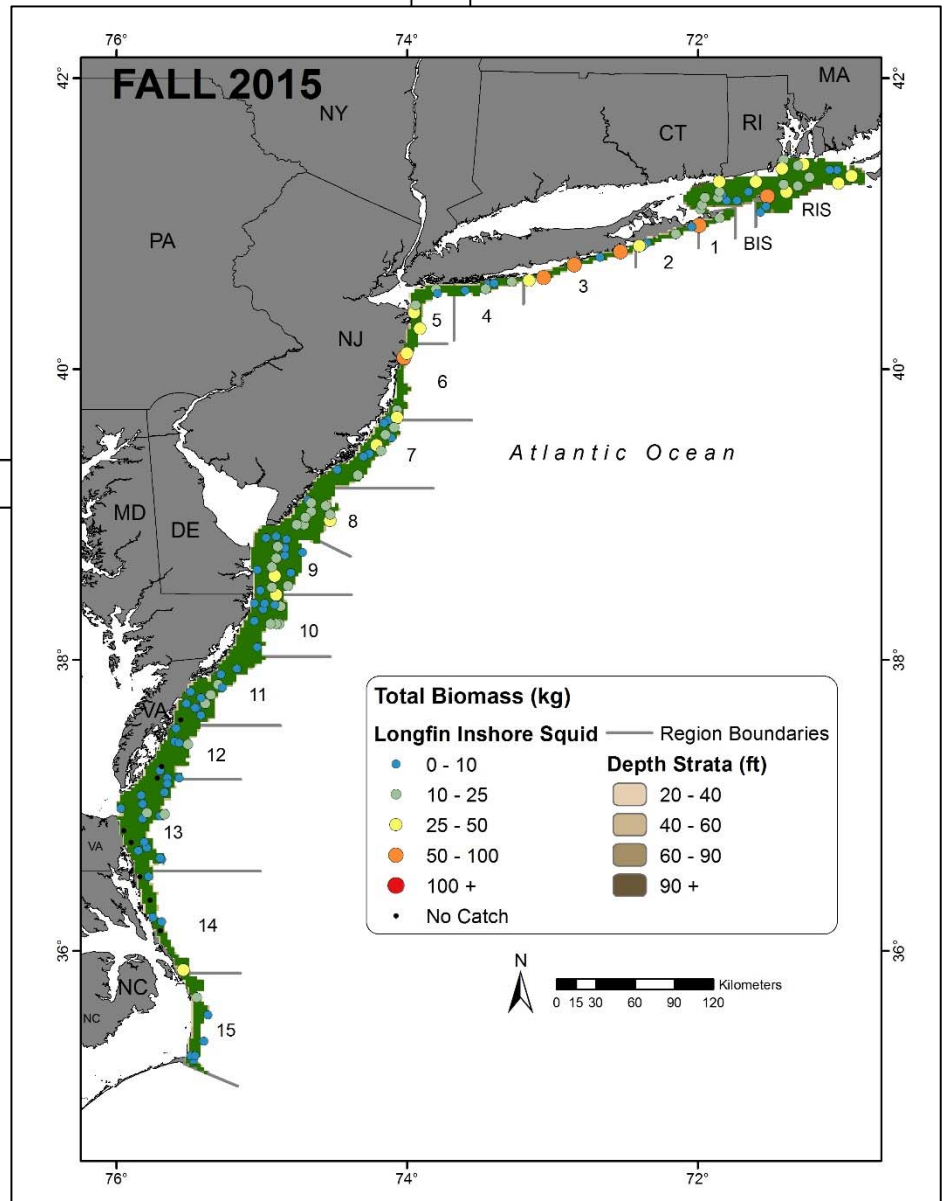 76°
74°
72°
42°
42°
FALL 2015
NY
MA
CT
RI
PA
RIS
BIS
1
2
3
4
5
NJ
6
40°
40°
7
Atlantic Ocean
MD
DE
8
9
10
38°
38°
11
VA
12
13
VA
14
36°
36°
NC
NC
15
Total Biomass (kg)
Longfin Inshore Squid
0 - 10
10 - 25
25 - 50
50 - 100
100 +
No Catch
Region Boundaries
Depth Strata (ft)
20 - 40
40 - 60
60 - 90
90 +
N
Kilometers
0 15 30 60 90 120
76°
74°
72°